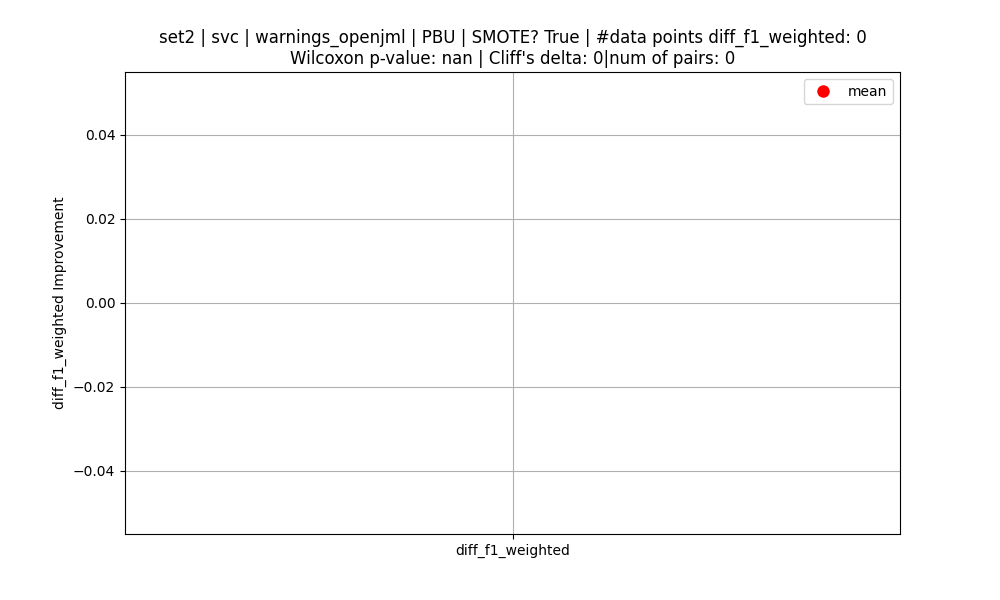 set2 | svc | warnings_openjml | PBU | SMOTE? True | #data points diff_f1_weighted: 0
Wilcoxon p-value: nan | Cliff's delta: 0|num of pairs: 0
mean
0.04
0.02
0.00
−0.02
−0.04
diff_f1_weighted Improvement
diff_f1_weighted